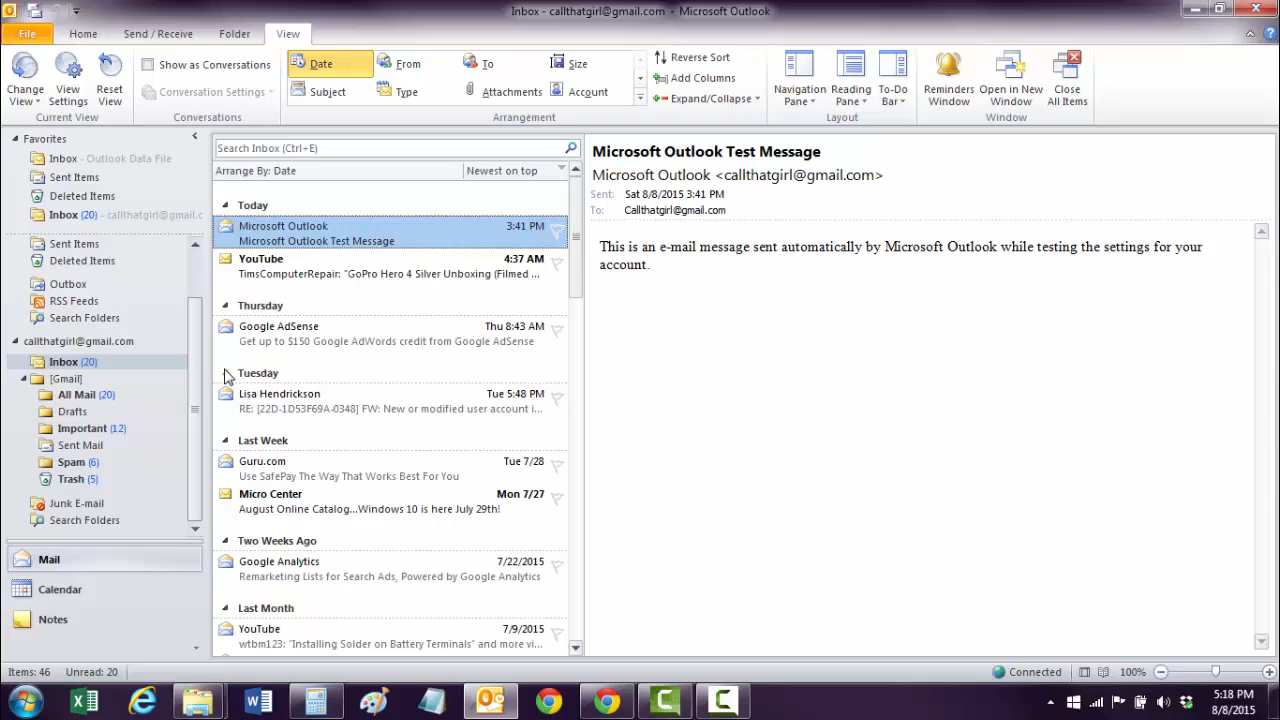 Inbox - callthatgirl@gmail.com - Microsoft Outlook
File Home Send / Receive Folder View
Change View
View Settings
Reset View
Current View
Show as Conversations
Conversation Settings
Conversations
Date From To Size
Subject Type Attachments Account
Arrangement
Reverse Sort
Add Columns
Expand/Collapse
Navigation Pane
Reading Pane
To-Do Bar
Layout
Reminders Window
Open in New Window
Close All Items
Window
Favorites
Inbox - Outlook Data File
Sent Items
Deleted Items
Inbox (20) - callthatgirl@gmail.c
Sent Items
Deleted Items
Outbox
RSS Feeds
Search Folders
callthatgirl@gmail.com
Inbox (20)
[Gmail]
All Mail (20)
Drafts
Important (12)
Sent Mail
Spam (6)
Trash (5)
Junk E-mail
Search Folders
Mail
Calendar
Notes
Search Inbox (Ctrl+E)
Arrange By: Date Newest on top
Today
Microsoft Outlook 3:41 PM
Microsoft Outlook Test Message
YouTube 4:37 AM
TimsComputerRepair: "GoPro Hero 4 Silver Unboxing (Filmed ...
Thursday
Google AdSense Thu 8:43 AM
Get up to $150 Google AdWords credit from Google AdSense
Tuesday
Lisa Hendrickson Tue 5:48 PM
RE: [22D-1D53F69A-0348] FW: New or modified user account i...
Last Week
Guru.com Tue 7/28
Use SafePay The Way That Works Best For You
Micro Center Mon 7/27
August Online Catalog...Windows 10 is here July 29th!
Two Weeks Ago
Google Analytics 7/22/2015
Remarketing Lists for Search Ads, Powered by Google Analytics
Last Month
YouTube 7/9/2015
wtbm123: "Installing Solder on Battery Terminals" and more vi...
Microsoft Outlook Test Message
Microsoft Outlook <callthatgirl@gmail.com>
Sent: Sat 8/8/2015 3:41 PM
To: Callthatgirl@gmail.com
This is an e-mail message sent automatically by Microsoft Outlook while testing the settings for your
account.
Items: 46 Unread: 20
Connected 100%
5:18 PM
8/8/2015